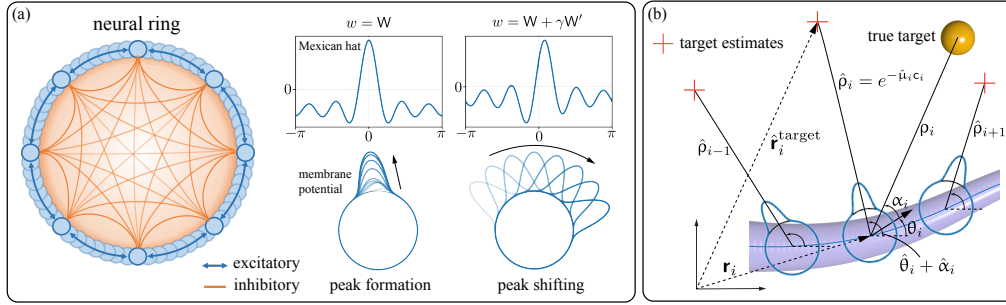 (a)
neural ring
w = W
w = W + γW′
Mexican hat
0
0
−π
0
π
−π
0
π
membrane
potential
excitatory
inhibitory
peak formation
peak shifting
(b)
target estimates
true target
ρ̂ᵢ = e^{−μ̂ᵢcᵢ}
r̂ᵢ^{target}
ρ̂ᵢ₋₁
ρᵢ
ρ̂ᵢ₊₁
αᵢ
θᵢ
rᵢ
θ̂ᵢ + α̂ᵢ